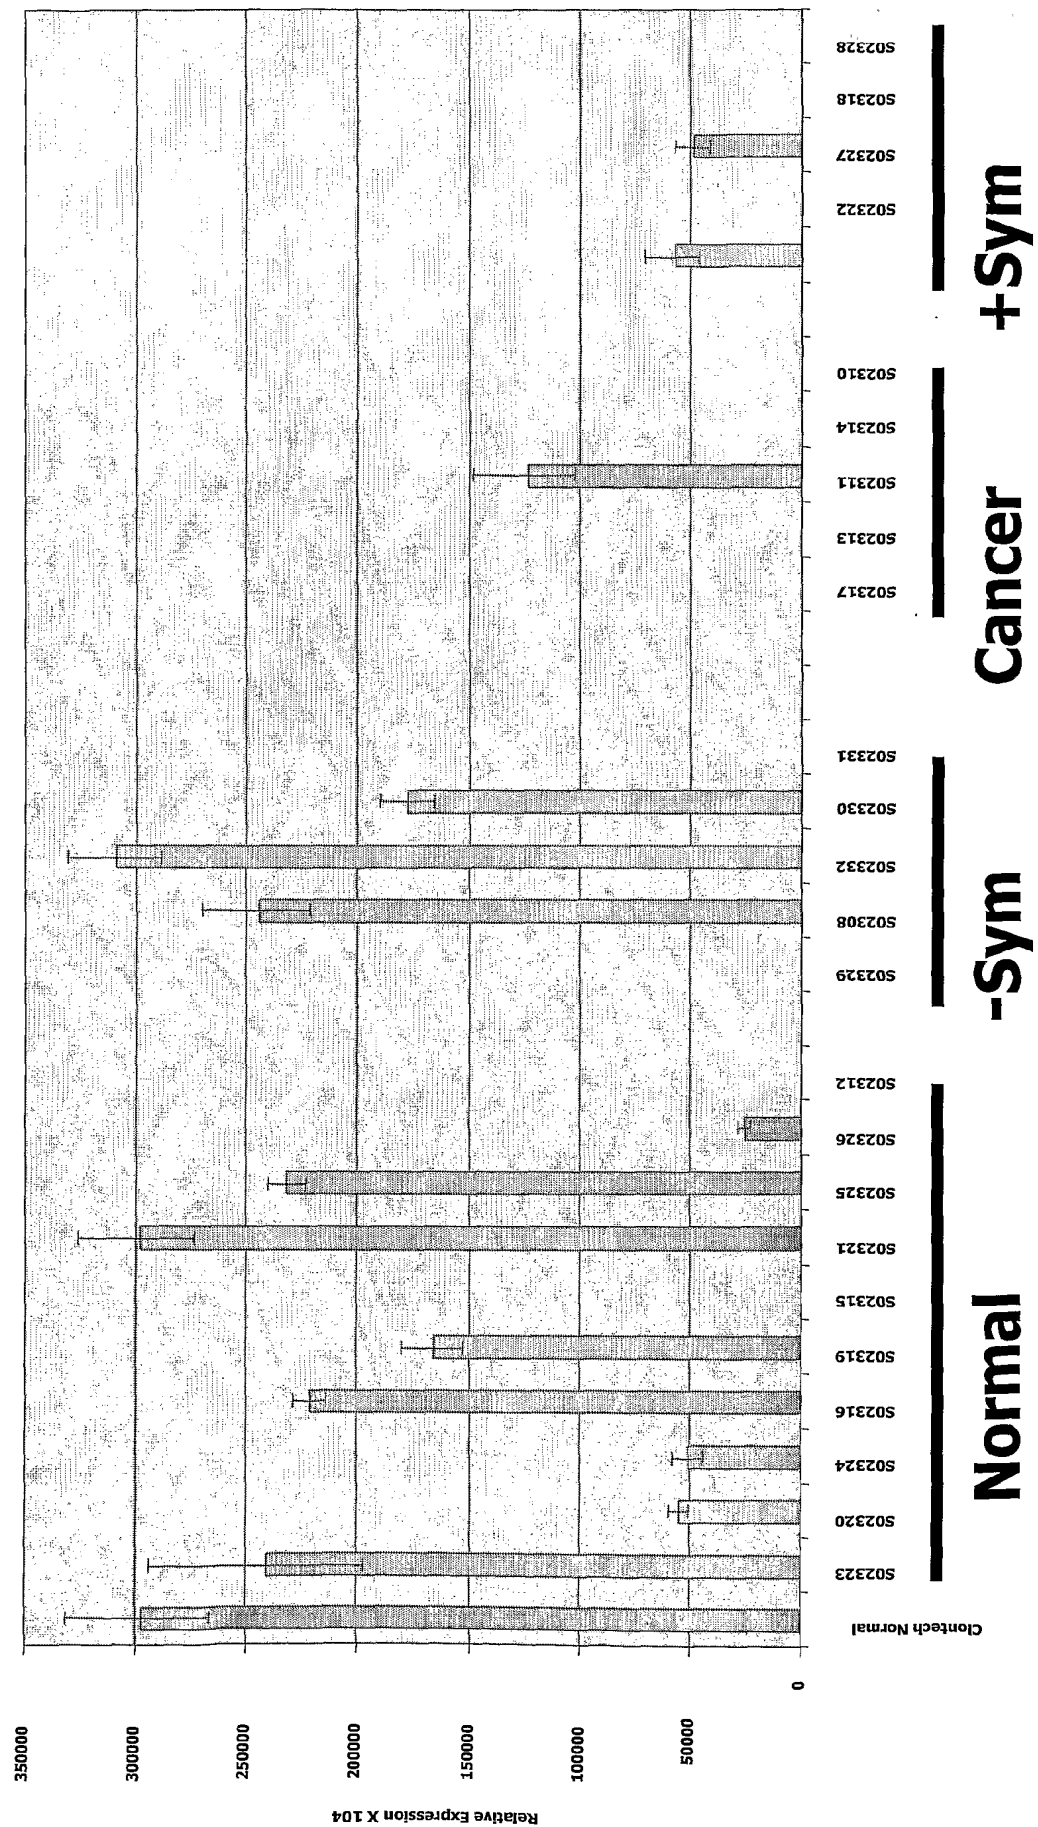 350000
300000
250000
200000
150000
100000
50000
0
Relative Expression X 104
Clontech Normal
S02323
S02320
S02324
S02316
S02319
S02315
S02321
S02325
S02326
S02312
S02329
S02308
S02332
S02330
S02331
S02317
S02313
S02311
S02314
S02310
S02322
S02327
S02318
S02328
Normal
-Sym
Cancer
+Sym